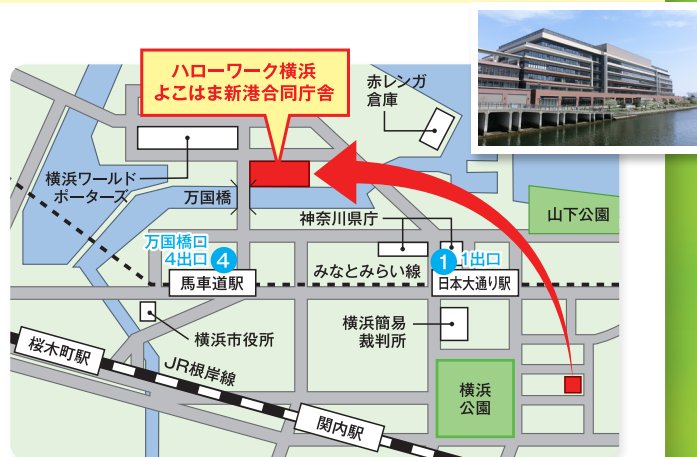 ハローワーク横浜
よこはま新港合同庁舎
赤レンガ
倉庫
横浜ワールド
ポーターズ
万国橋
山下公園
神奈川県庁
万国橋口
4出口
4
1
1出口
みなとみらい線
馬車道駅
日本大通り駅
横浜市役所
横浜簡易
裁判所
桜木町駅
JR根岸線
横浜
公園
関内駅